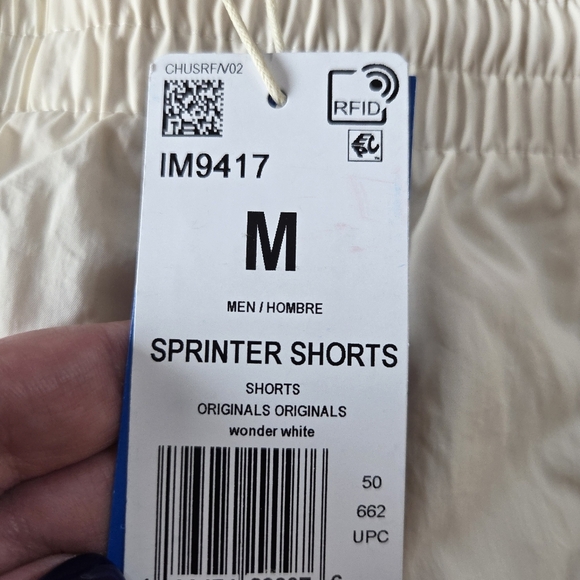 CHUSRF/V02
RFID
IM9417
M
MEN / HOMBRE
SPRINTER SHORTS
SHORTS
ORIGINALS ORIGINALS
wonder white
50
662
UPC